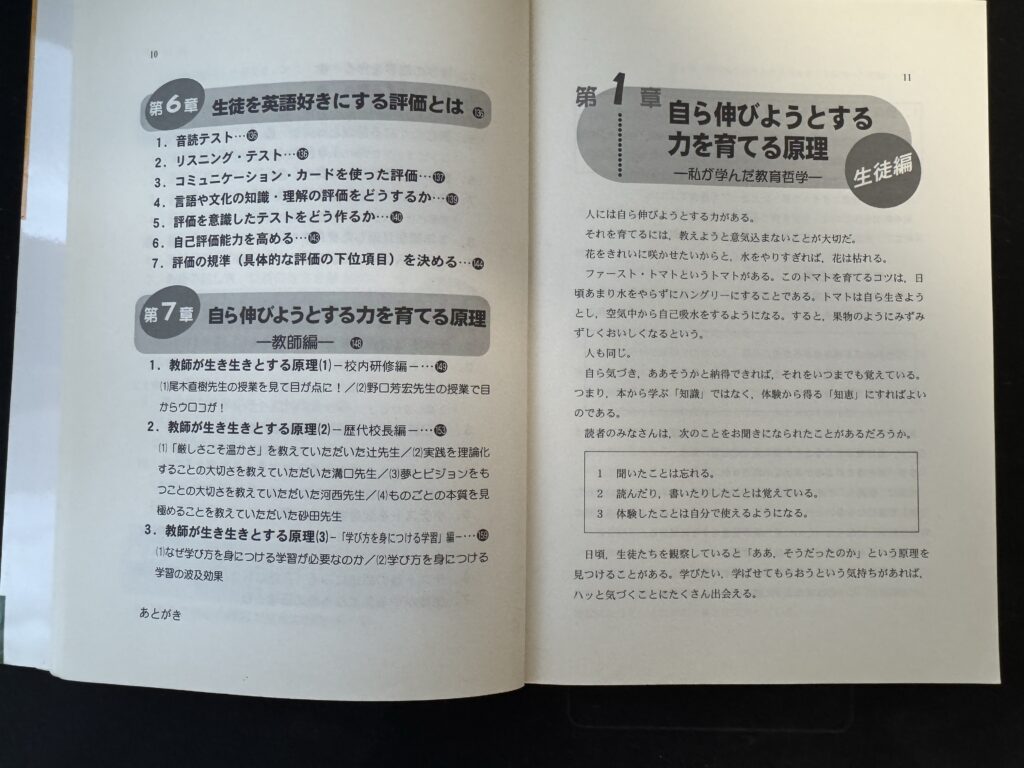 10
第6章 生徒を英語好きにする評価とは 135
1．音読テスト…135
2．リスニング・テスト…136
3．コミュニケーション・カードを使った評価…137
4．言語や文化の知識・理解の評価をどうするか…139
5．評価を意識したテストをどう作るか…140
6．自己評価能力を高める…143
7．評価の規準（具体的な評価の下位項目）を決める…144
第7章 自ら伸びようとする力を育てる原理
―教師編― 148
1．教師が生き生きとする原理(1)－校内研修編－…149
(1)尾木直樹先生の授業を見て目が点に！／(2)野口芳宏先生の授業で目
からウロコが！
2．教師が生き生きとする原理(2)－歴代校長編－…153
(1)「厳しさこそ温かさ」を教えていただいた辻先生／(2)実践を理論化
することの大切さを教えていただいた溝口先生／(3)夢とビジョンをも
つことの大切さを教えていただいた河西先生／(4)ものごとの本質を見
極めることを教えていただいた砂田先生
3．教師が生き生きとする原理(3)－「学び方を身につける学習」編－…159
(1)なぜ学び方を身につける学習が必要なのか／(2)学び方を身につける
学習の波及効果
あとがき
11
第1章
自ら伸びようとする
力を育てる原理
―私が学んだ教育哲学―
生徒編
人には自ら伸びようとする力がある。
それを育てるには，教えようと意気込まないことが大切だ。
花をきれいに咲かせたいからと，水をやりすぎれば，花は枯れる。
ファースト・トマトというトマトがある。このトマトを育てるコツは，日
頃あまり水をやらずにハングリーにすることである。トマトは自ら生きよう
とし，空気中から自己吸水をするようになる。すると，果物のようにみずみ
ずしくおいしくなるという。
人も同じ。
自ら気づき，ああそうかと納得できれば，それをいつまでも覚えている。
つまり，本から学ぶ「知識」ではなく，体験から得る「知恵」にすればよい
のである。
読者のみなさんは，次のことをお聞きになられたことがあるだろうか。
1　聞いたことは忘れる。
2　読んだり，書いたりしたことは覚えている。
3　体験したことは自分で使えるようになる。
日頃，生徒たちを観察していると「ああ，そうだったのか」という原理を
見つけることがある。学びたい，学ばせてもらおうという気持ちがあれば，
ハッと気づくことにたくさん出会える。